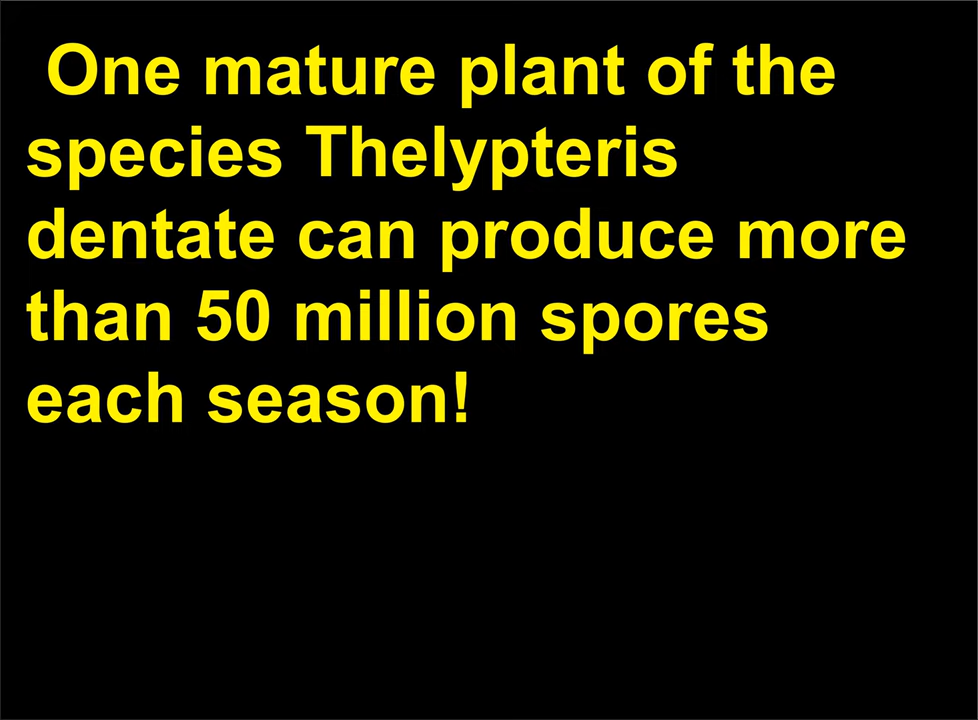 One mature plant of the
species Thelypteris
dentate can produce more
than 50 million spores
each season!